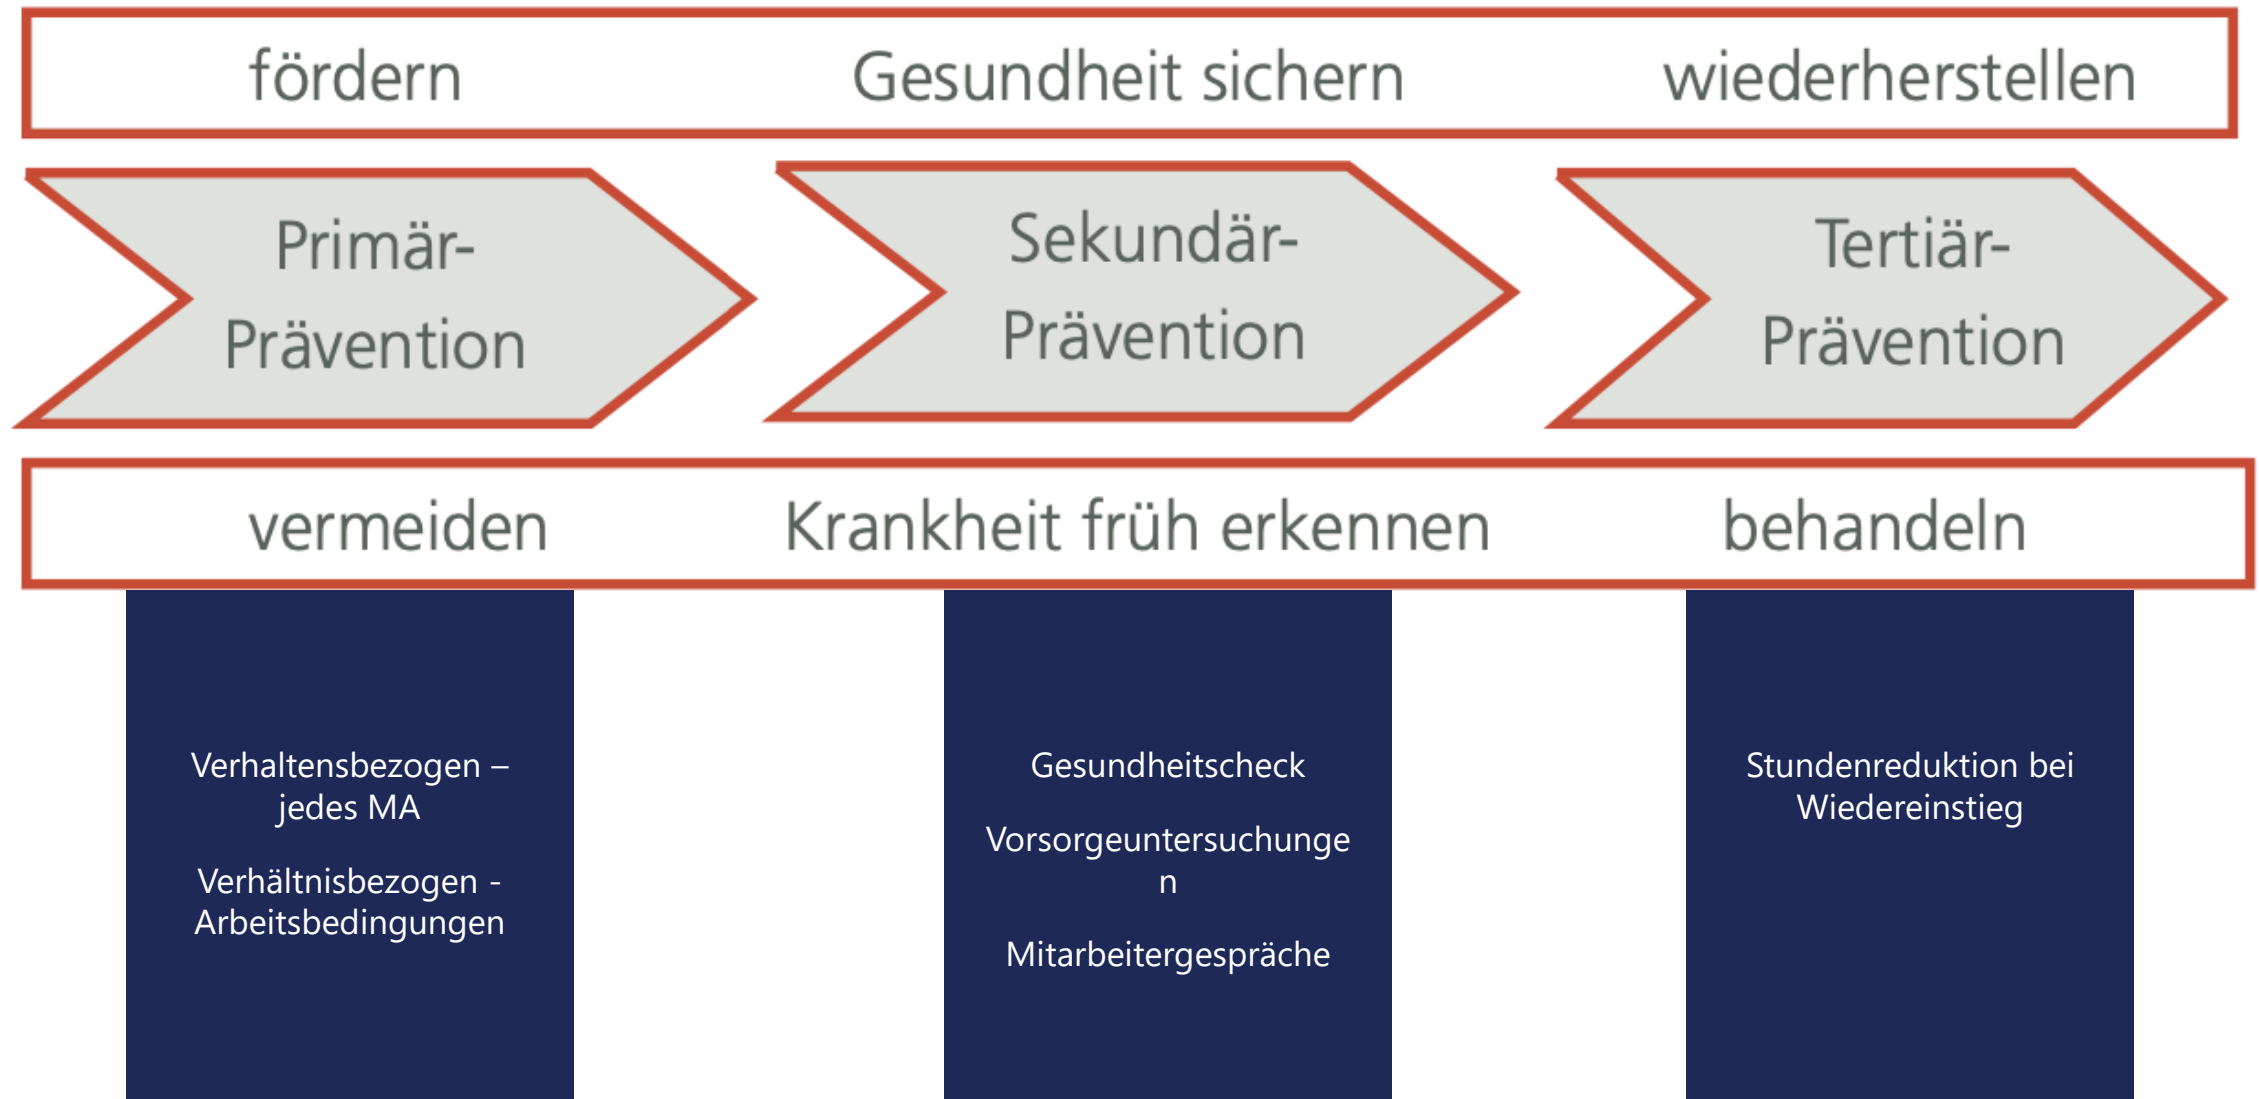 fördern Gesundheit sichern wiederherstellen
Primär-
Prävention
Sekundär-
Prävention
Tertiär-
Prävention
vermeiden Krankheit früh erkennen behandeln
Verhaltensbezogen –
jedes MA
Verhältnisbezogen -
Arbeitsbedingungen
Gesundheitscheck
Vorsorgeuntersuchunge
n
Mitarbeitergespräche
Stundenreduktion bei
Wiedereinstieg